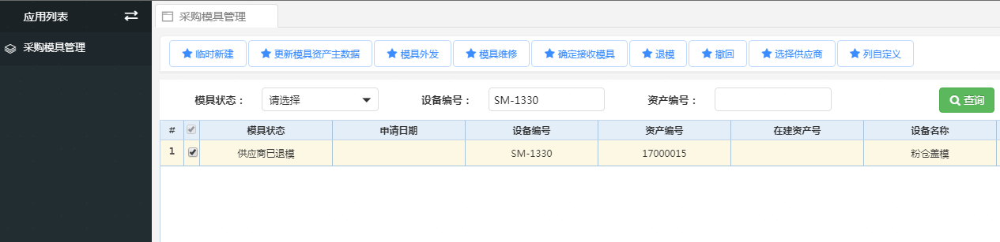 应用列表
采购模具管理
采购模具管理
临时新建 更新模具资产主数据 模具外发 模具维修 确定接收模具 退模 撤回 选择供应商 列自定义
模具状态： 请选择 设备编号： SM-1330 资产编号： 查询
# 模具状态 申请日期 设备编号 资产编号 在建资产号 设备名称
1 供应商已退模 SM-1330 17000015 粉仓盖模